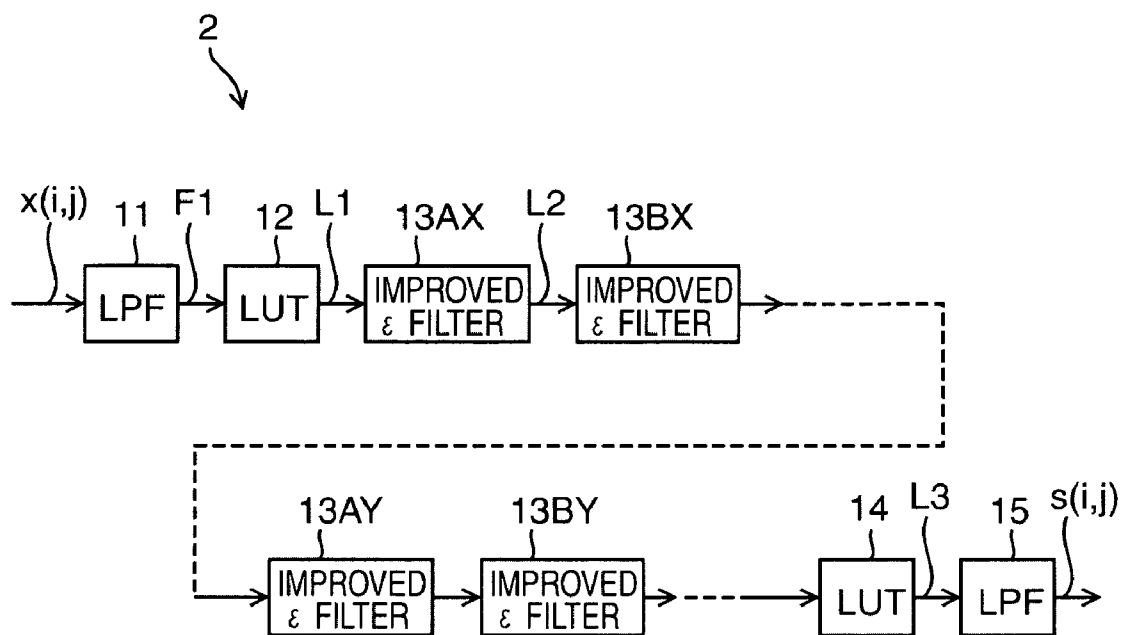 2
x(i,j)
11
F1
12
L1
13AX
L2
13BX
LPF
LUT
IMPROVED
ε FILTER
IMPROVED
ε FILTER
13AY
13BY
14
L3
15
s(i,j)
IMPROVED
ε FILTER
IMPROVED
ε FILTER
LUT
LPF